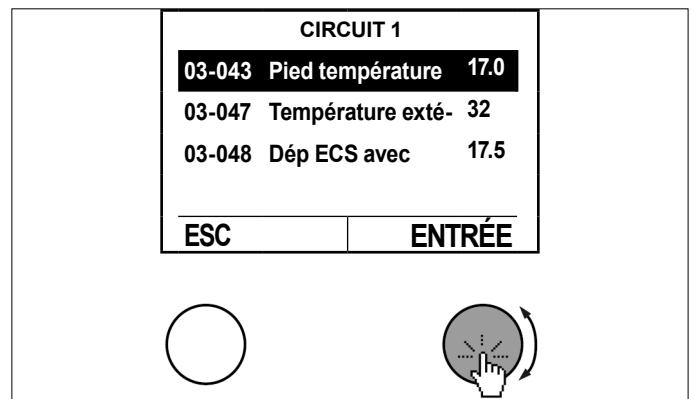 CIRCUIT 1
03-043 Pied température 17.0
03-047 Température exté- 32
03-048 Dép ECS avec 17.5
ESC ENTRÉE